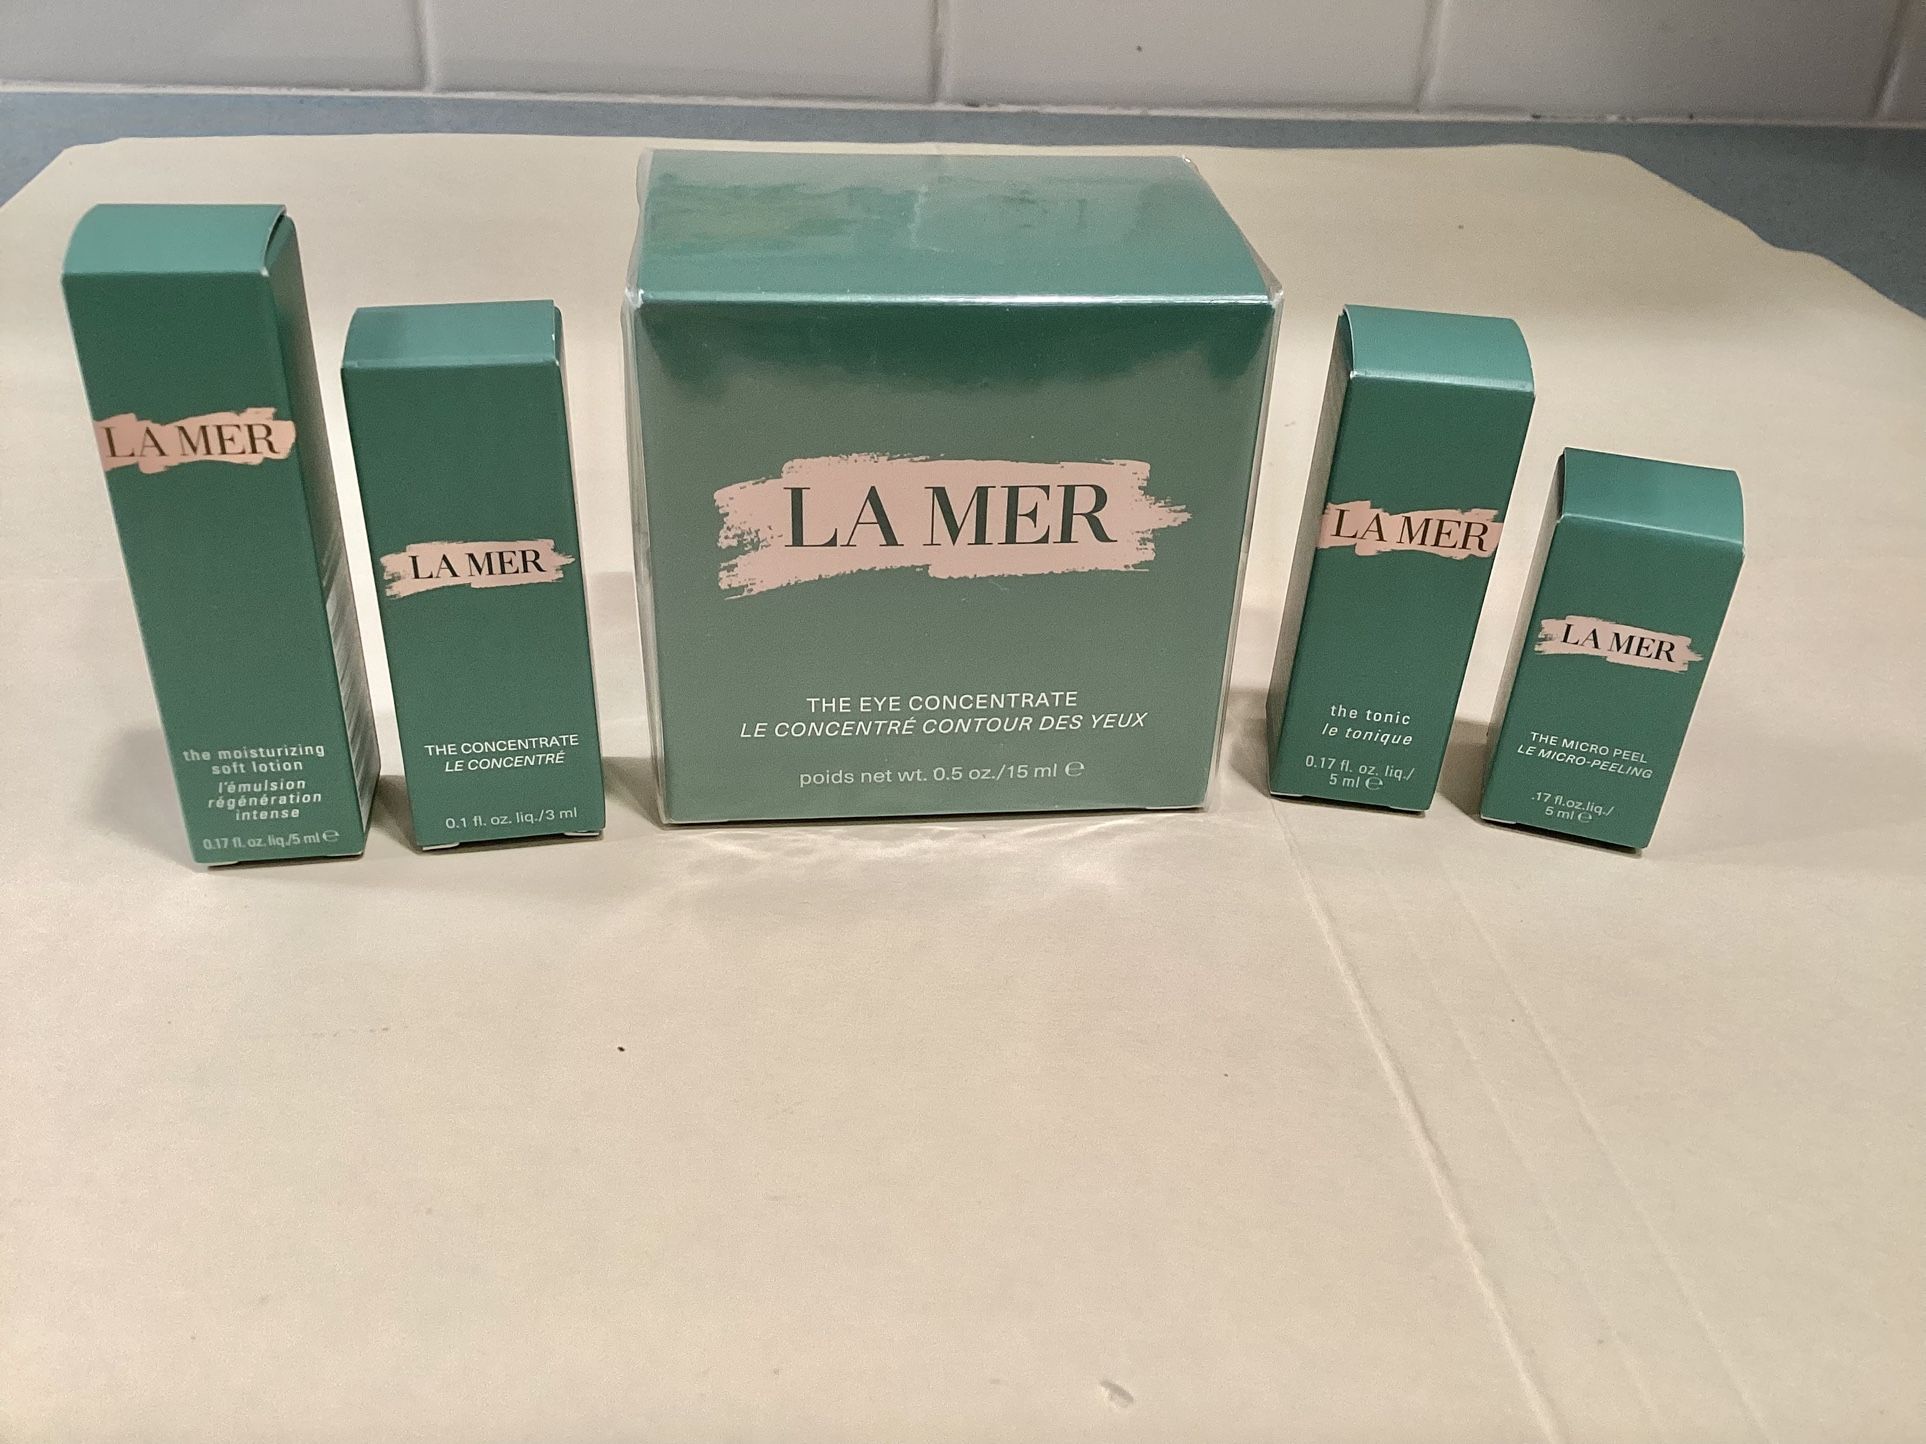 LA MER
the moisturizing
soft lotion
l'émulsion
régénération
intense
0.17 fl. oz. liq./5 ml ℮
LA MER
THE CONCENTRATE
LE CONCENTRÉ
0.1 fl. oz. liq./3 ml
LA MER
THE EYE CONCENTRATE
LE CONCENTRÉ CONTOUR DES YEUX
poids net wt. 0.5 oz./15 ml ℮
LA MER
the tonic
le tonique
0.17 fl. oz. liq./
5 ml ℮
LA MER
THE MICRO PEEL
LE MICRO-PEELING
.17 fl.oz.liq./
5 ml ℮